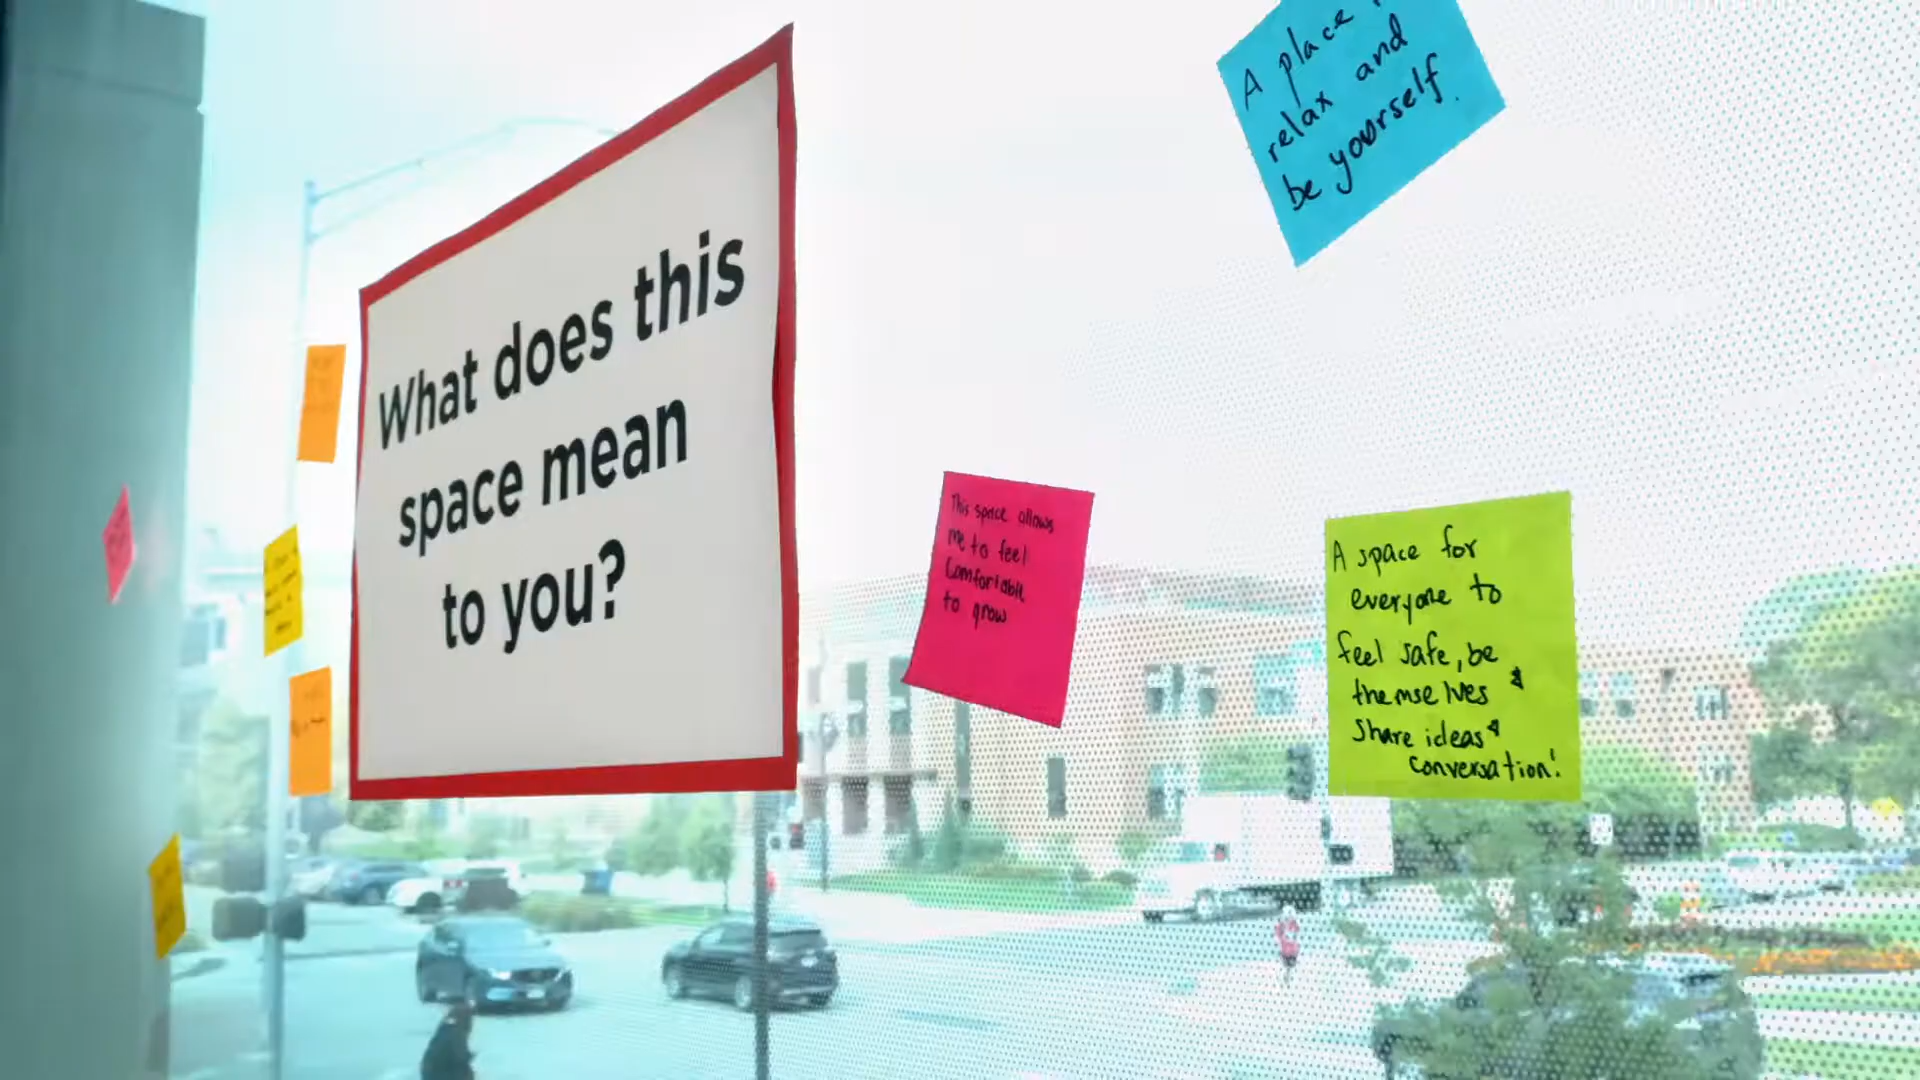 What does this
space mean
to you?
A place
relax and
be yourself.
This space allows
me to feel
comfortable
to grow
A space for
everyone to
feel safe, be
themselves &
share ideas &
conversation!